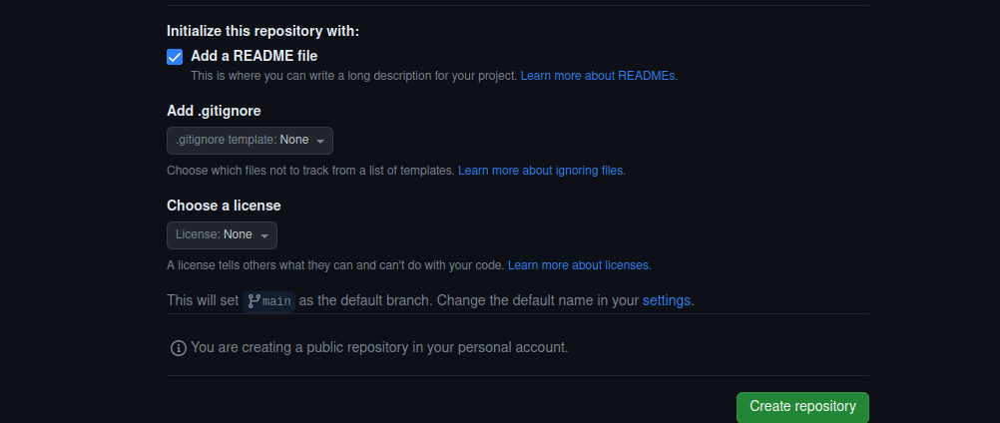 Initialize this repository with:
Add a README file
This is where you can write a long description for your project. Learn more about READMEs.
Add .gitignore
.gitignore template: None
Choose which files not to track from a list of templates. Learn more about ignoring files.
Choose a license
License: None
A license tells others what they can and can't do with your code. Learn more about licenses.
This will set main as the default branch. Change the default name in your settings.
You are creating a public repository in your personal account.
Create repository